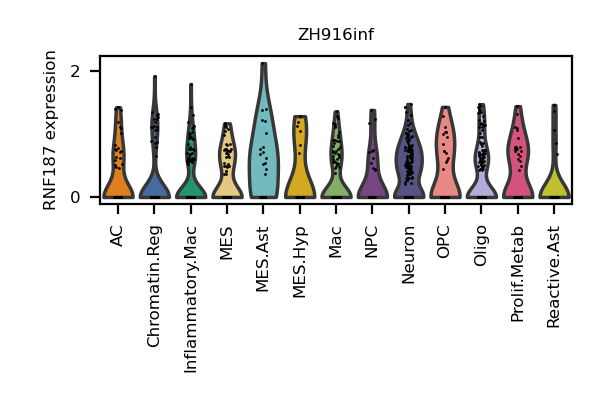 ZH916inf
RNF187 expression
2
0
AC
Chromatin.Reg
Inflammatory.Mac
MES
MES.Ast
MES.Hyp
Mac
NPC
Neuron
OPC
Oligo
Prolif.Metab
Reactive.Ast